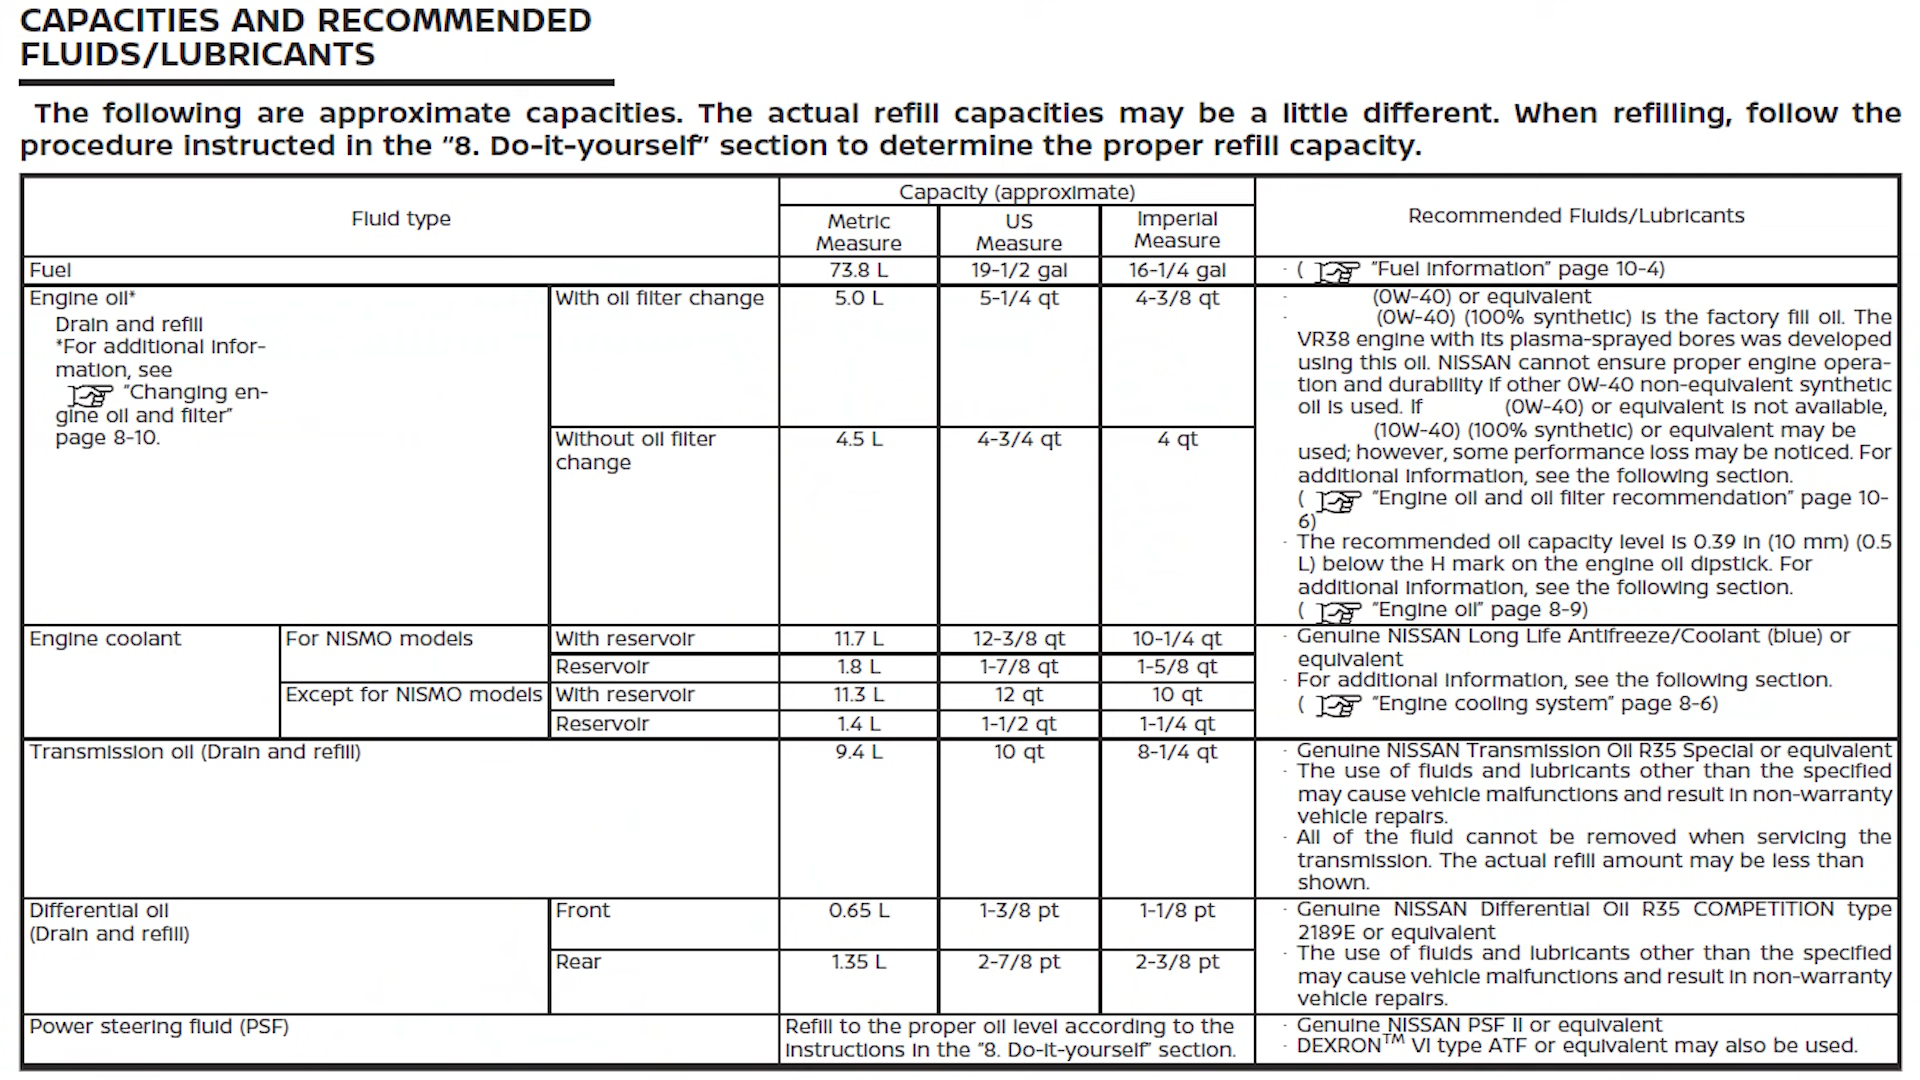 CAPACITIES AND RECOMMENDED
FLUIDS/LUBRICANTS
The following are approximate capacities. The actual refill capacities may be a little different. When refilling, follow the
procedure instructed in the "8. Do-it-yourself" section to determine the proper refill capacity.
Fluid type
Capacity (approximate)
Metric
Measure
US
Measure
Imperial
Measure
Recommended Fluids/Lubricants
Fuel
73.8 L
19-1/2 gal
16-1/4 gal
· ( "Fuel information" page 10-4)
Engine oil*
Drain and refill
*For additional infor-
mation, see
"Changing en-
gine oil and filter"
page 8-10.
With oil filter change
5.0 L
5-1/4 qt
4-3/8 qt
Without oil filter
change
4.5 L
4-3/4 qt
4 qt
· (0W-40) or equivalent
· (0W-40) (100% synthetic) is the factory fill oil. The
VR38 engine with its plasma-sprayed bores was developed
using this oil. NISSAN cannot ensure proper engine opera-
tion and durability if other 0W-40 non-equivalent synthetic
oil is used. If (0W-40) or equivalent is not available,
(10W-40) (100% synthetic) or equivalent may be
used; however, some performance loss may be noticed. For
additional information, see the following section.
( "Engine oil and oil filter recommendation" page 10-
6)
· The recommended oil capacity level is 0.39 in (10 mm) (0.5
L) below the H mark on the engine oil dipstick. For
additional information, see the following section.
( "Engine oil" page 8-9)
Engine coolant
For NISMO models
With reservoir
11.7 L
12-3/8 qt
10-1/4 qt
Reservoir
1.8 L
1-7/8 qt
1-5/8 qt
Except for NISMO models
With reservoir
11.3 L
12 qt
10 qt
Reservoir
1.4 L
1-1/2 qt
1-1/4 qt
· Genuine NISSAN Long Life Antifreeze/Coolant (blue) or
equivalent
· For additional information, see the following section.
( "Engine cooling system" page 8-6)
Transmission oil (Drain and refill)
9.4 L
10 qt
8-1/4 qt
· Genuine NISSAN Transmission Oil R35 Special or equivalent
· The use of fluids and lubricants other than the specified
may cause vehicle malfunctions and result in non-warranty
vehicle repairs.
· All of the fluid cannot be removed when servicing the
transmission. The actual refill amount may be less than
shown.
Differential oil
(Drain and refill)
Front
0.65 L
1-3/8 pt
1-1/8 pt
Rear
1.35 L
2-7/8 pt
2-3/8 pt
· Genuine NISSAN Differential Oil R35 COMPETITION type
2189E or equivalent
· The use of fluids and lubricants other than the specified
may cause vehicle malfunctions and result in non-warranty
vehicle repairs.
Power steering fluid (PSF)
Refill to the proper oil level according to the
instructions in the "8. Do-it-yourself" section.
· Genuine NISSAN PSF II or equivalent
· DEXRON™ VI type ATF or equivalent may also be used.